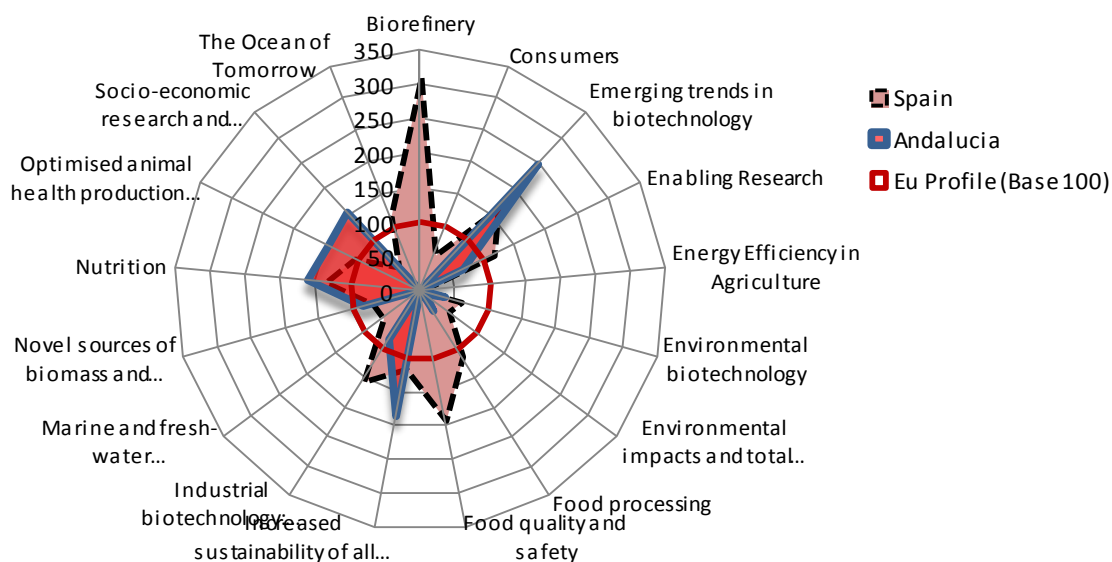 Biorefinery
Consumers
Emerging trends in
biotechnology
Enabling Research
Energy Efficiency in
Agriculture
Environmental
biotechnology
Environmental
impacts and total...
Food processing
Food quality and
safety
Increased
sustainability of all...
Industrial
biotechnology:...
Marine and fresh-
water...
Novel sources of
biomass and...
Nutrition
Optimised animal
health production...
Socio-economic
research and...
The Ocean of
Tomorrow
350
300
250
200
150
100
50
0
Spain
Andalucia
Eu Profile (Base 100)